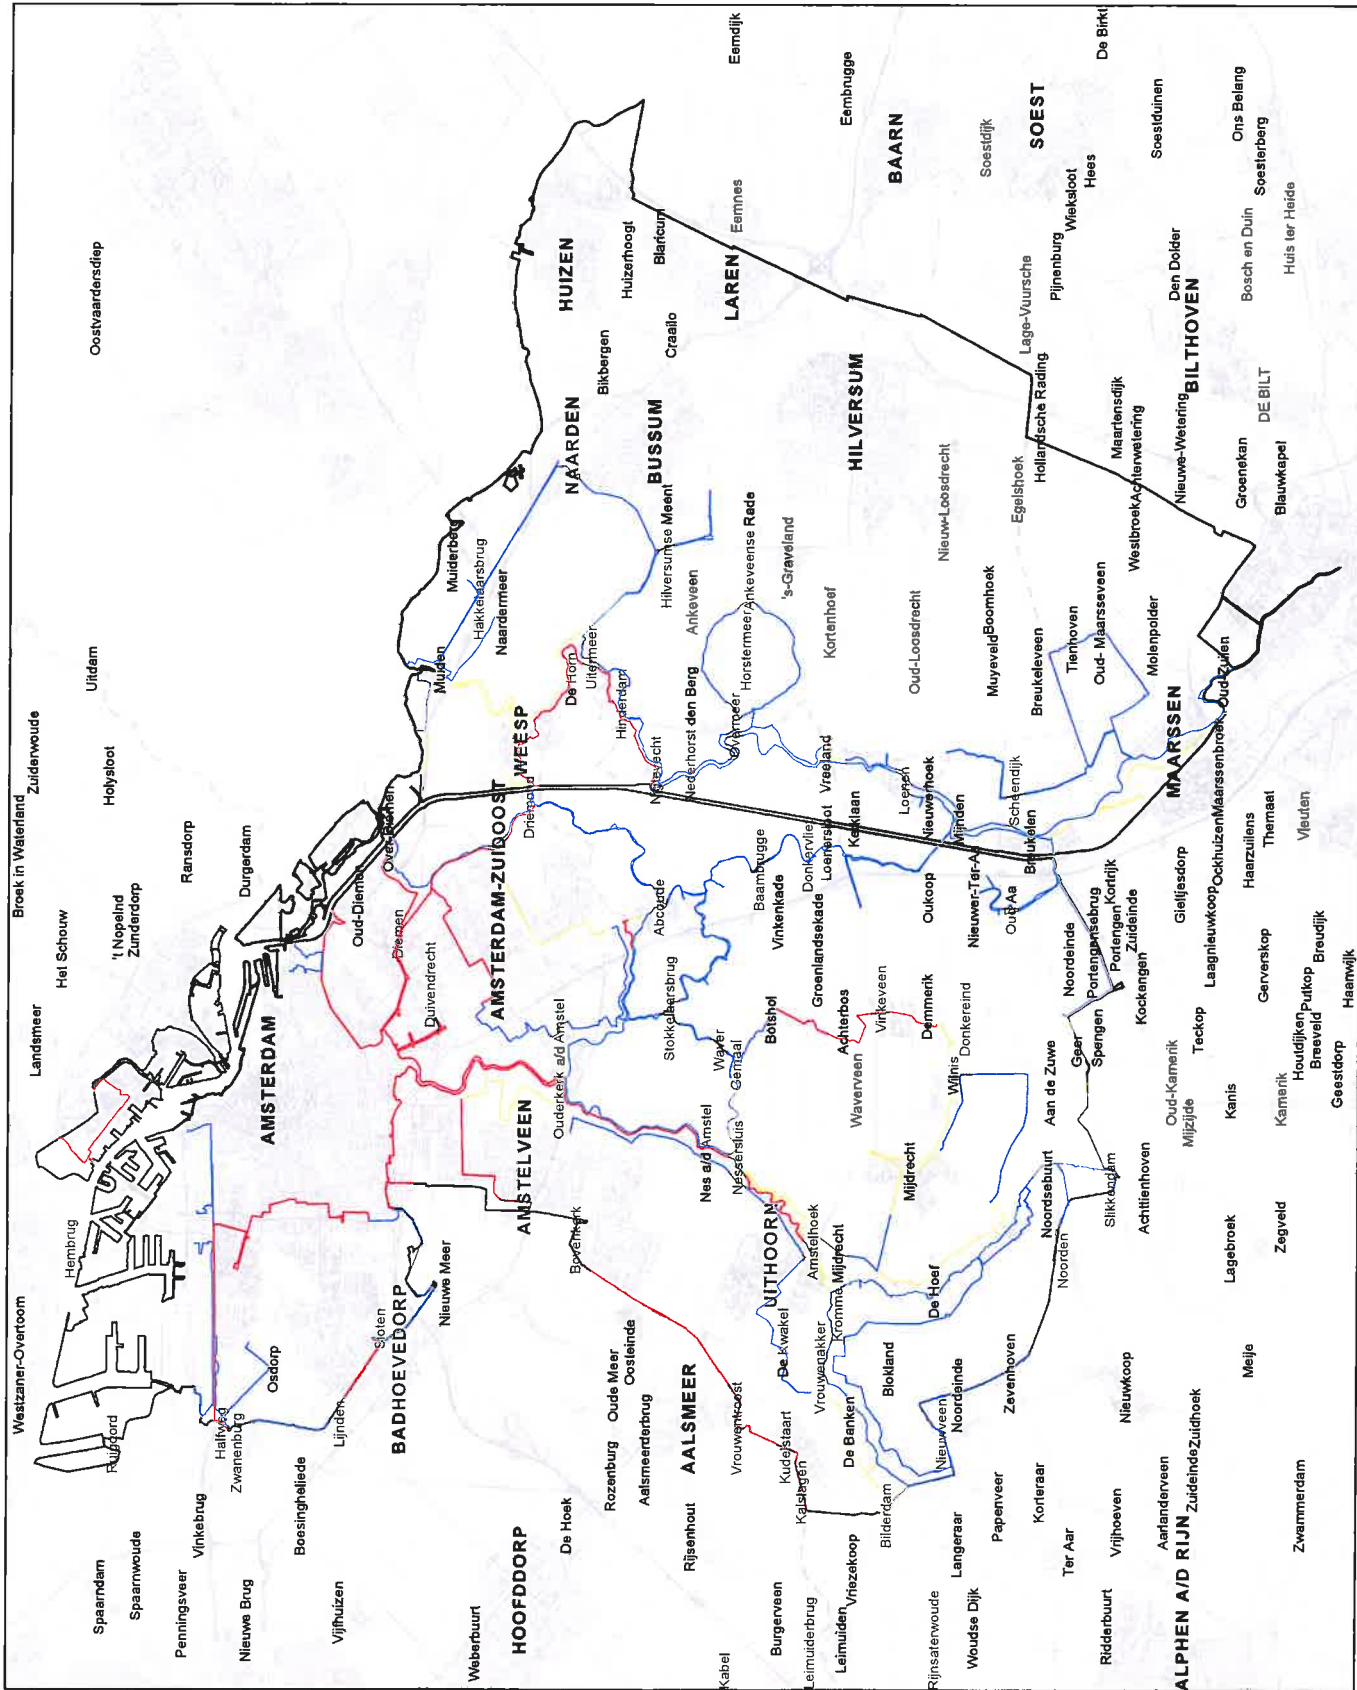 Westzaner-Overtoom
Hembrug
Landsmeer
Het Schouw
Broek in Waterland
Zuiderwoude
Uitdam
Oostvaardersdiep
't Nopeind
Zunderdorp
Holysloot
Ransdorp
Durgerdam
Spaarndam
Spaarnwoude
Penningsveer
Vinkebrug
Ruigoord
Nieuwe Brug
Halfweg
Zwanenburg
Osdorp
AMSTERDAM
Vijfhuizen
Boesingheliede
Lijnden
Sloten
BADHOEVEDORP
Nieuwe Meer
Oud-Diemen
Over-Diemen
Diemen
Duivendrecht
Muiden
Muiderberg
Hakkelaarsbrug
Naardermeer
Weberbuurt
HOOFDDORP
De Hoek
AMSTELVEEN
Bovenkerk
AMSTERDAM-ZUIDOOST
Driemond
WEESP
Ouderkerk a/d Amstel
De Horn
Uitermeer
Hinderdam
NAARDEN
HUIZEN
Bikbergen
Huizerhoogt
Blaricum
Craailo
BUSSUM
Hilversumse Meent
Rozenburg
Oude Meer
Oosteinde
Aalsmeerderbrug
Rijsenhout
AALSMEER
Abcoude
Stokkelaarsbrug
Nigtevecht
Nederhorst den Berg
Ankeveen
LAREN
Eemnes
Eemdijk
Kabel
Vrouwentroost
Nes a/d Amstel
Nessersluis
Waver
Gemaal
Botshol
Baambrugge
Vinkenkade
Overmeer
Horstermeer
Ankeveense Rade
's-Graveland
Burgerveen
Leimuiderbrug
Kudelstaart
Kalslagen
De Kwakel
UITHOORN
Amstelhoek
Vrouwenakker
Kromme Mijdrecht
Groenlandsekade
Donkervliet
Loenersloot
Vreeland
Kortenhoef
Leimuiden
Vriezekoop
De Banken
Waverveen
Achterbos
Kerklaan
HILVERSUM
Eembrugge
BAARN
Bilderdam
Blokland
Vinkeveen
Loenen
Oud-Loosdrecht
Nieuw-Loosdrecht
Rijnsaterwoude
Langeraar
Nieuwveen
Noordeinde
De Hoef
Mijdrecht
Wilnis
Donkereind
Demmerik
Oukoop
Nieuwerhoek
Mijnden
Woudse Dijk
Papenveer
Zevenhoven
Nieuwer-Ter-Aa
Oud-Aa
Muyeveld
Boomhoek
Scheendijk
Soestdijk
Korteraar
Ter Aar
Noorden
Noordsebuurt
Aan de Zuwe
Geer
Spengen
Noordeinde
Portengensebrug
Breukelen
Breukeleveen
Egelshoek
Hollandsche Rading
Lage-Vuursche
Pijnenburg
Wieksloot
Hees
SOEST
De Birkt
Ridderbuurt
Vrijhoeven
Nieuwkoop
Slikkendam
Achttienhoven
Kockengen
Portengen
Zuideinde
Kortrijk
Tienhoven
Oud- Maarsseveen
Molenpolder
Westbroek
Achterwetering
Maartensdijk
ALPHEN A/D RIJN
Aarlanderveen
Zuideinde
Zuidhoek
Oud-Kamerik
Mijzijde
Teckop
Laagnieuwkoop
Gieltjesdorp
MAARSSEN
Nieuwe-Wetering
BILTHOVEN
Den Dolder
Soestduinen
Meije
Lagebroek
Kanis
Ockhuizen
Maarssenbroek
Oud-Zuilen
Groenekan
DE BILT
Bosch en Duin
Soesterberg
Ons Belang
Zwammerdam
Zegveld
Kamerik
Gerverskop
Haarzuilens
Themaat
Blauwkapel
Huis ter Heide
Houtdijken
Breeveld
Putkop
Breudijk
Vleuten
Geestdorp
Haanwijk